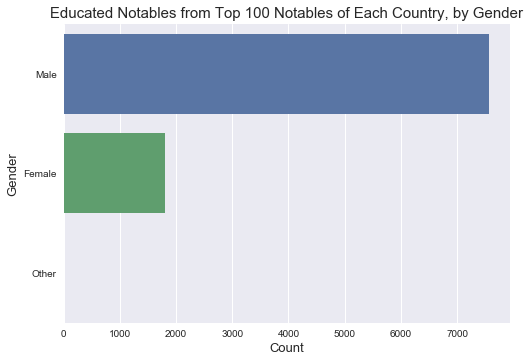 Educated Notables from Top 100 Notables of Each Country, by Gender
Male
Female
Other
Gender
0 1000 2000 3000 4000 5000 6000 7000
Count